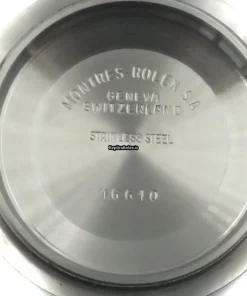 MONTRES ROLEX S.A
GENEVA
SWITZERLAND
STAINLESS STEEL
16610